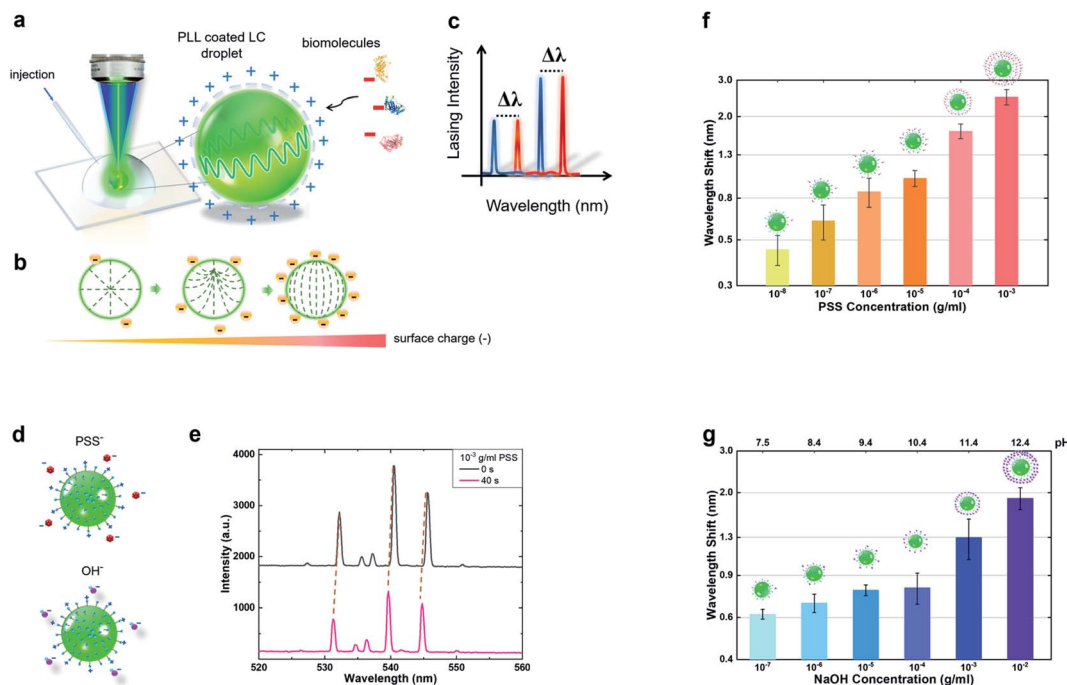 a
injection
PLL coated LC
droplet
biomolecules
b
surface charge (-)
c
Lasing Intensity
Δλ
Δλ
Wavelength (nm)
d
PSS⁻
OH⁻
e
10⁻³ g/ml PSS
0 s
40 s
Intensity (a.u.)
4000
3000
2000
1000
520
530
540
550
560
Wavelength (nm)
f
Wavelength Shift (nm)
3.0
2.0
1.3
0.8
0.5
0.3
10⁻⁸
10⁻⁷
10⁻⁶
10⁻⁵
10⁻⁴
10⁻³
PSS Concentration (g/ml)
g
7.5
8.4
9.4
10.4
11.4
12.4
pH
Wavelength Shift (nm)
3.0
2.0
1.3
0.9
0.6
0.4
10⁻⁷
10⁻⁶
10⁻⁵
10⁻⁴
10⁻³
10⁻²
NaOH Concentration (g/ml)